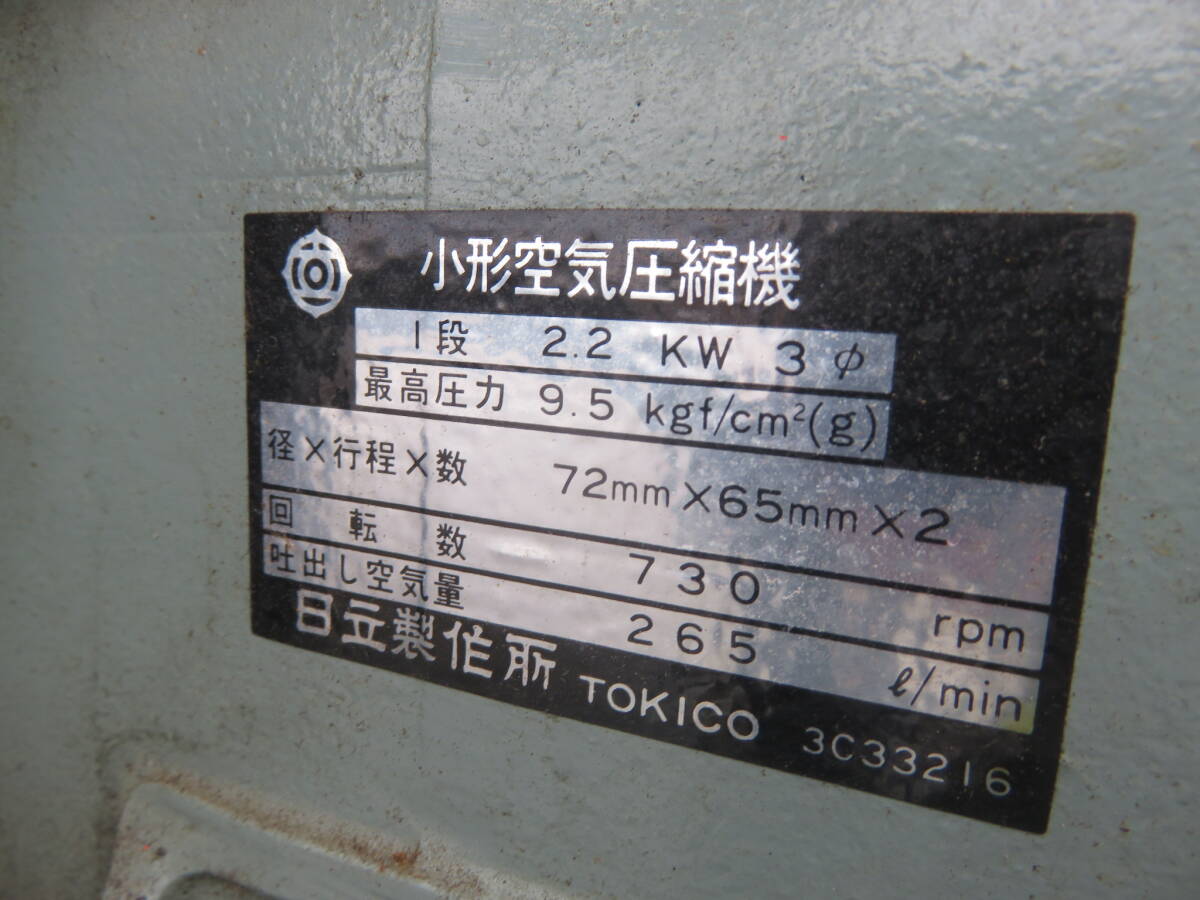 小形空気圧縮機
1段 2.2 KW 3φ
最高圧力 9.5 kgf/cm²(g)
径×行程×数 72mm×65mm×2
回転数 730 rpm
吐出し空気量 265 ℓ/min
日立製作所 TOKICO 3C33216